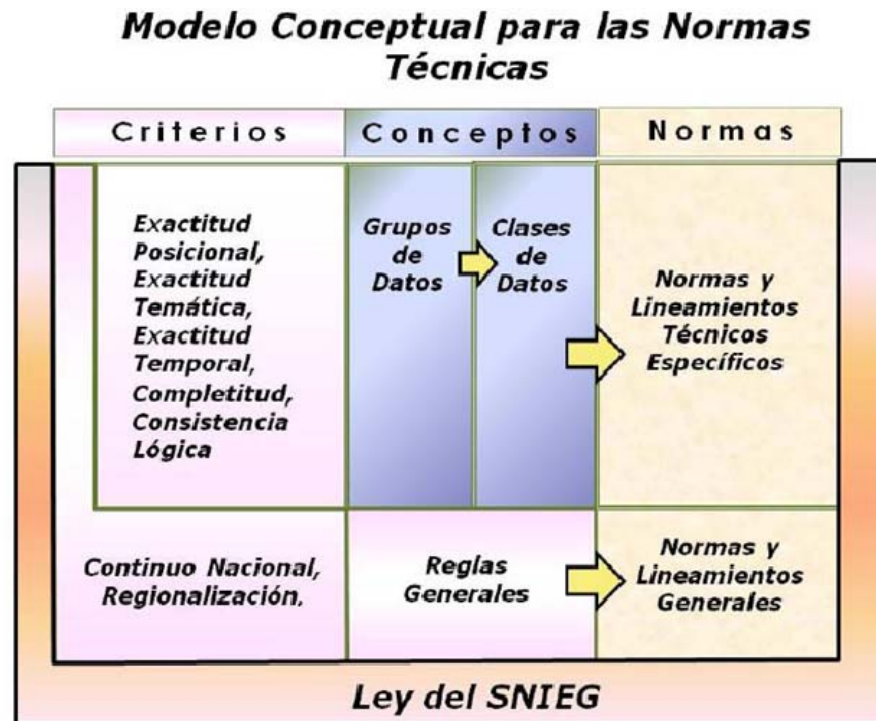 Modelo Conceptual para las Normas
Técnicas
Criterios
Conceptos
Normas
Exactitud
Posicional,
Exactitud
Temática,
Exactitud
Temporal,
Completitud,
Consistencia
Lógica
Grupos
de
Datos
Clases
de
Datos
Normas y
Lineamientos
Técnicos
Específicos
Continuo Nacional,
Regionalización.
Reglas
Generales
Normas y
Lineamientos
Generales
Ley del SNIEG